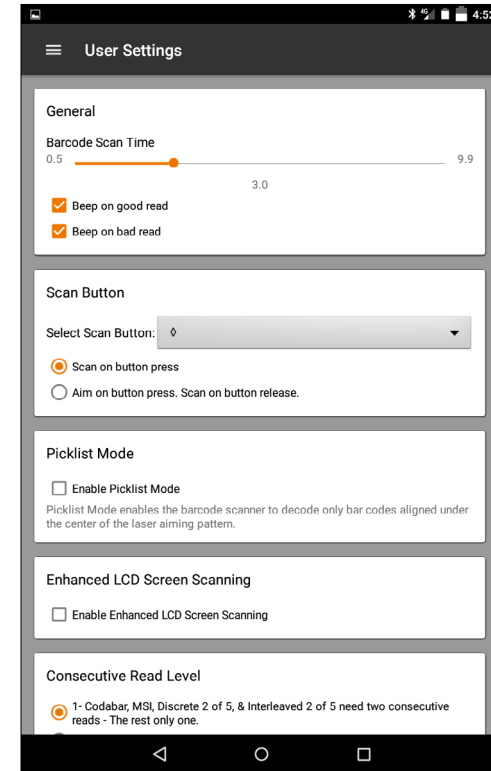 4G 4:52
User Settings
General
Barcode Scan Time
0.5 9.9
3.0
Beep on good read
Beep on bad read
Scan Button
Select Scan Button: ◊
Scan on button press
Aim on button press. Scan on button release.
Picklist Mode
Enable Picklist Mode
Picklist Mode enables the barcode scanner to decode only bar codes aligned under
the center of the laser aiming pattern.
Enhanced LCD Screen Scanning
Enable Enhanced LCD Screen Scanning
Consecutive Read Level
1- Codabar, MSI, Discrete 2 of 5, & Interleaved 2 of 5 need two consecutive
reads - The rest only one.